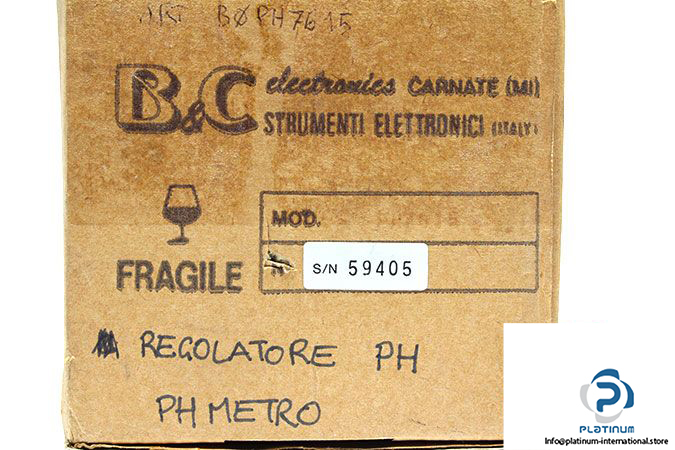 ART BØPH7615
B&C electronics CARNATE (MI)
STRUMENTI ELETTRONICI (ITALY)
MOD.
FRAGILE
N S/N 59405
REGOLATORE PH
PH METRO
PLATINUM
Info@platinum-international.store